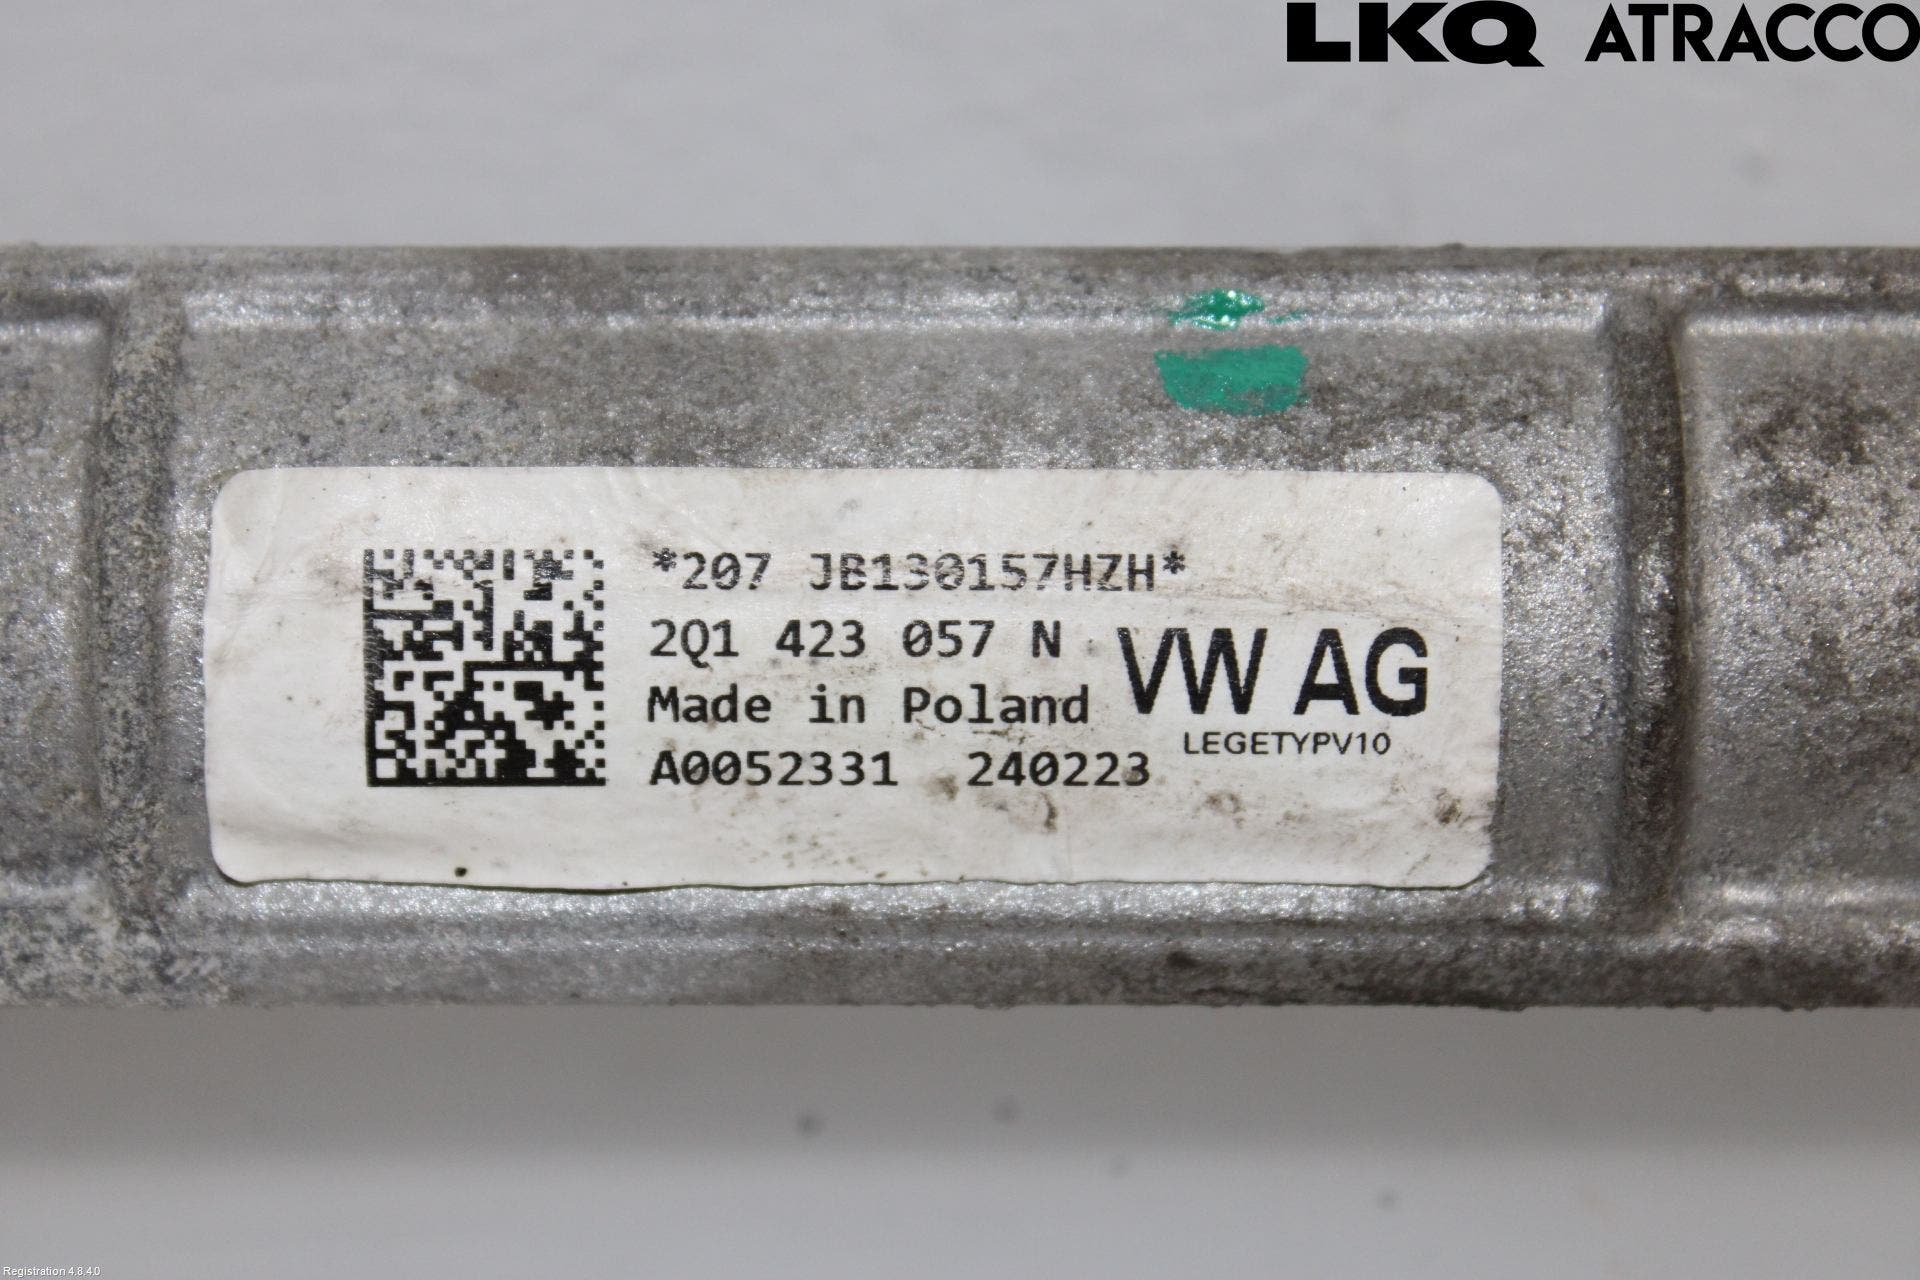 LKQ ATRACCO
*207 JB130157HZH*
2Q1 423 057 N
Made in Poland
A0052331 240223
VW AG
LEGETYPV10
Registration 4.8.4.0